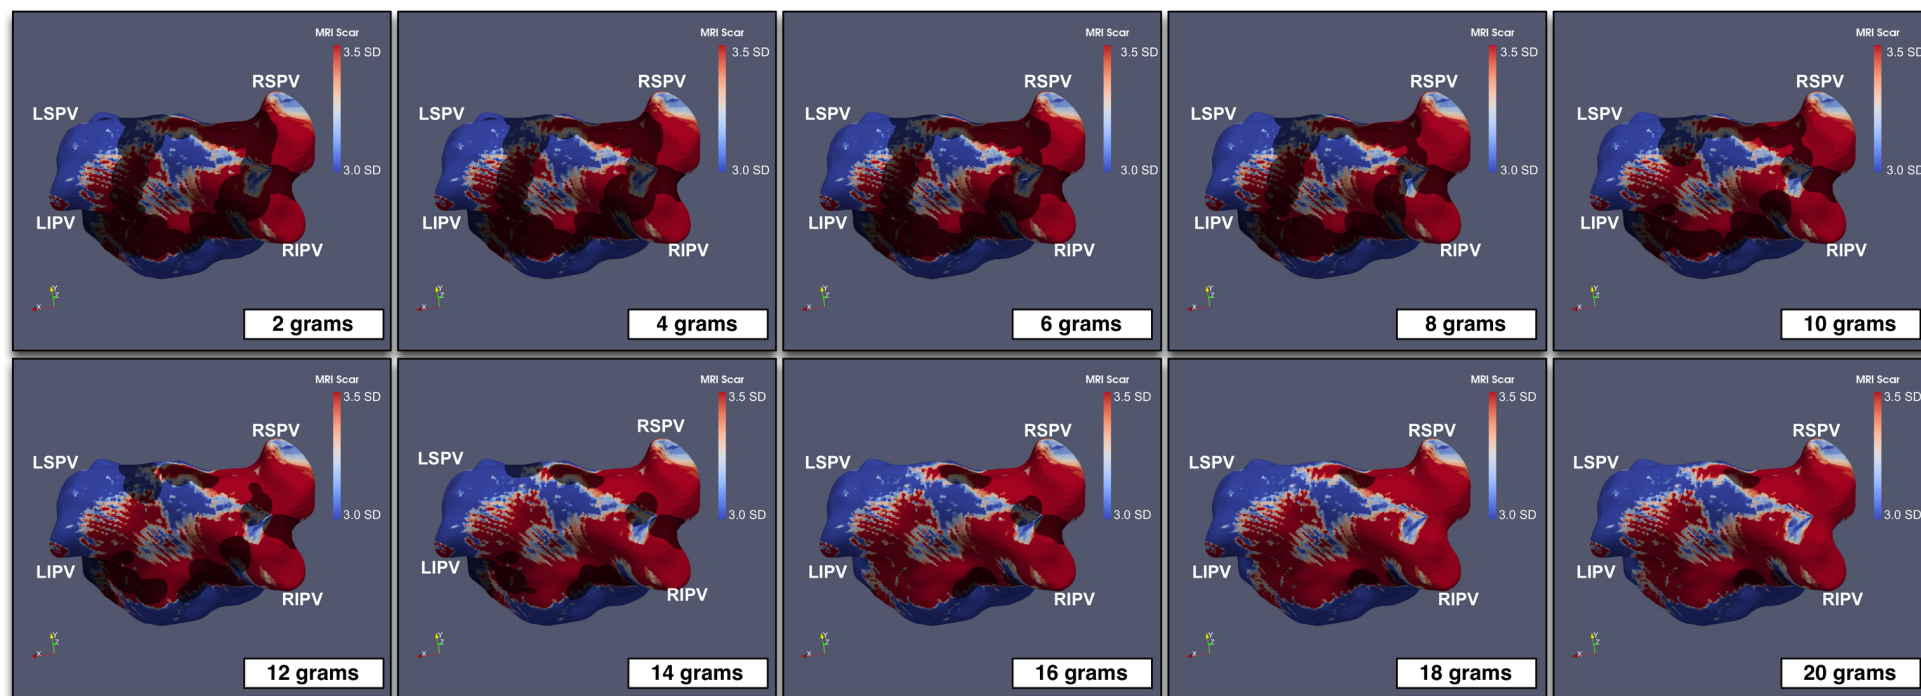 MRI Scar
3.5 SD
RSPV
LSPV
3.0 SD
LIPV
RIPV
Y
Z
X
2 grams
MRI Scar
3.5 SD
RSPV
LSPV
3.0 SD
LIPV
RIPV
Y
Z
X
4 grams
MRI Scar
3.5 SD
RSPV
LSPV
3.0 SD
LIPV
RIPV
Y
Z
X
6 grams
MRI Scar
3.5 SD
RSPV
LSPV
3.0 SD
LIPV
RIPV
Y
Z
X
8 grams
MRI Scar
3.5 SD
RSPV
LSPV
3.0 SD
LIPV
RIPV
Y
Z
X
10 grams
MRI Scar
3.5 SD
RSPV
LSPV
3.0 SD
LIPV
RIPV
Y
Z
X
12 grams
MRI Scar
3.5 SD
RSPV
LSPV
3.0 SD
LIPV
RIPV
Y
Z
X
14 grams
MRI Scar
3.5 SD
RSPV
LSPV
3.0 SD
LIPV
RIPV
Y
Z
X
16 grams
MRI Scar
3.5 SD
RSPV
LSPV
3.0 SD
LIPV
RIPV
Y
Z
X
18 grams
MRI Scar
3.5 SD
RSPV
LSPV
3.0 SD
LIPV
RIPV
Y
Z
X
20 grams